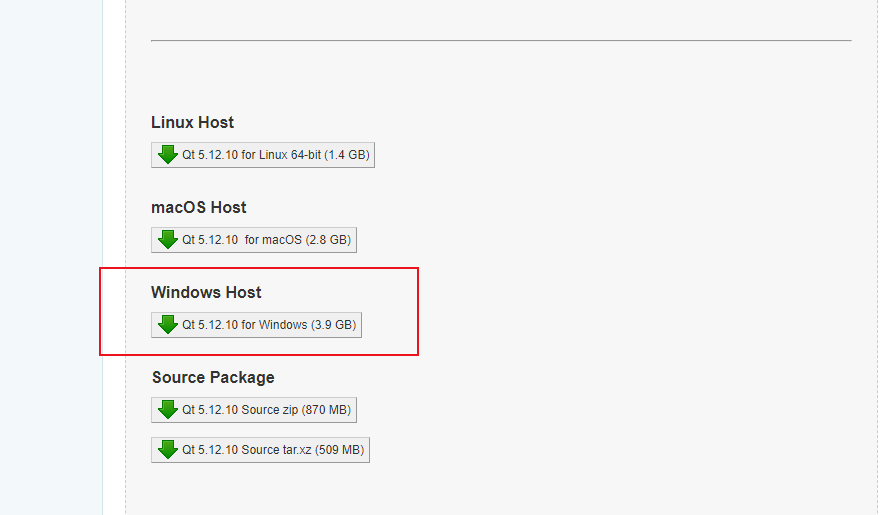 Linux Host
Qt 5.12.10 for Linux 64-bit (1.4 GB)
macOS Host
Qt 5.12.10  for macOS (2.8 GB)
Windows Host
Qt 5.12.10 for Windows (3.9 GB)
Source Package
Qt 5.12.10 Source zip (870 MB)
Qt 5.12.10 Source tar.xz (509 MB)